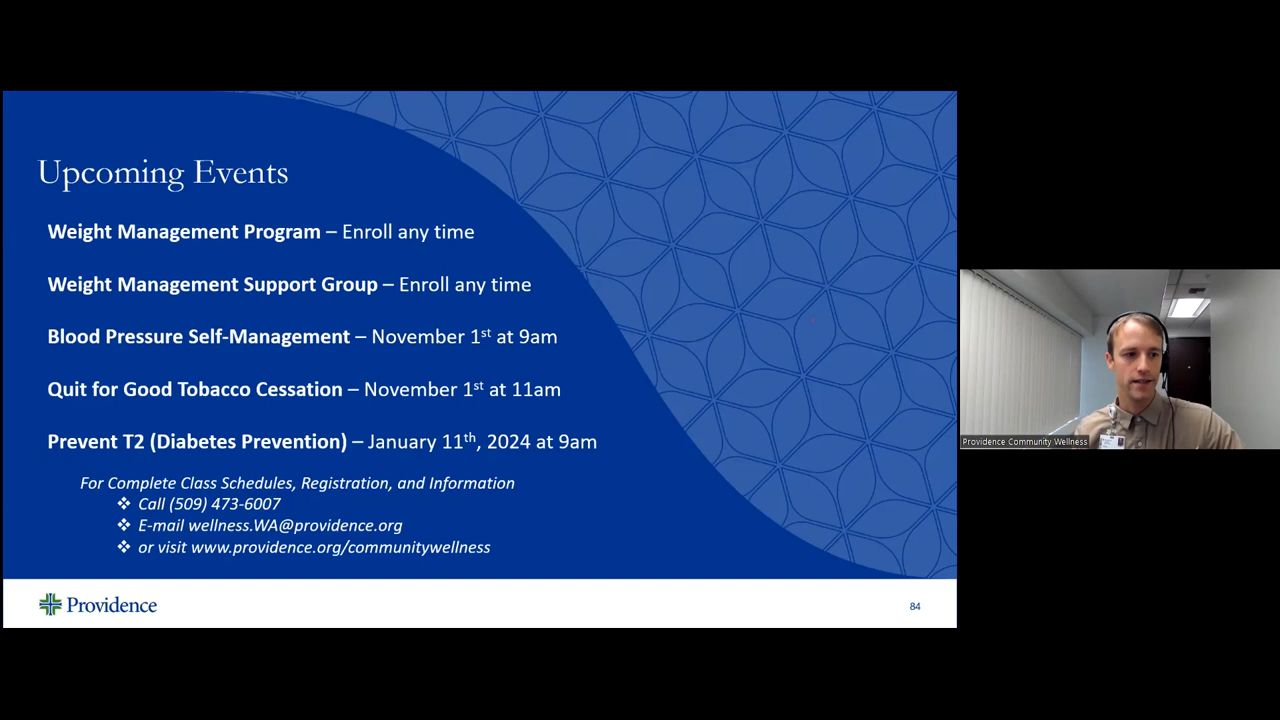 Upcoming Events
Weight Management Program – Enroll any time
Weight Management Support Group – Enroll any time
Blood Pressure Self-Management – November 1st at 9am
Quit for Good Tobacco Cessation – November 1st at 11am
Prevent T2 (Diabetes Prevention) – January 11th, 2024 at 9am
For Complete Class Schedules, Registration, and Information
❖ Call (509) 473-6007
❖ E-mail wellness.WA@providence.org
❖ or visit www.providence.org/communitywellness
Providence
84
Providence Community Wellness